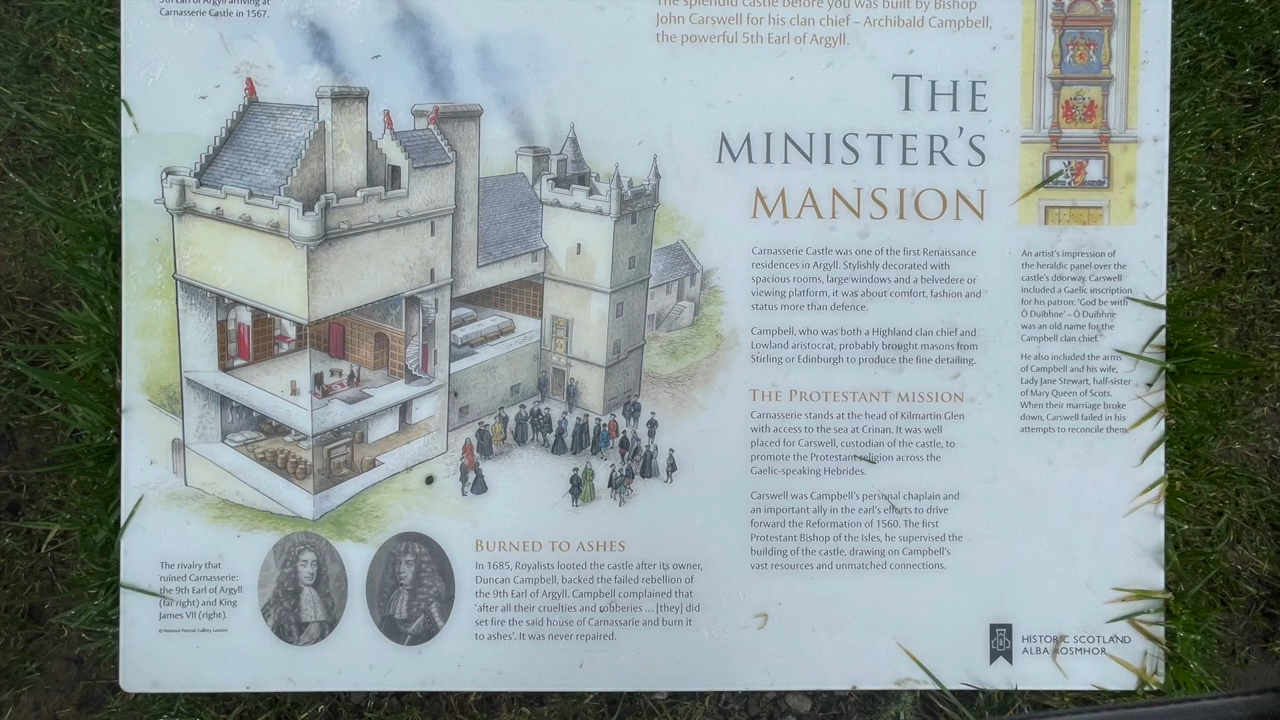 5th Earl of Argyll arriving at
Carnasserie Castle in 1567.
The splendid castle before you was built by Bishop
John Carswell for his clan chief – Archibald Campbell,
the powerful 5th Earl of Argyll.
THE
MINISTER'S
MANSION
Carnasserie Castle was one of the first Renaissance
residences in Argyll. Stylishly decorated with
spacious rooms, large windows and a belvedere or
viewing platform, it was about comfort, fashion and
status more than defence.
Campbell, who was both a Highland clan chief and
Lowland aristocrat, probably brought masons from
Stirling or Edinburgh to produce the fine detailing.
THE PROTESTANT MISSION
Carnasserie stands at the head of Kilmartin Glen
with access to the sea at Crinan. It was well
placed for Carswell, custodian of the castle, to
promote the Protestant religion across the
Gaelic-speaking Hebrides.
Carswell was Campbell's personal chaplain and
an important ally in the earl's efforts to drive
forward the Reformation of 1560. The first
Protestant Bishop of the Isles, he supervised the
building of the castle, drawing on Campbell's
vast resources and unmatched connections.
An artist's impression of
the heraldic panel over the
castle's doorway. Carswell
included a Gaelic inscription
for his patron: 'God be with
Ó Duibhne' – Ó Duibhne
was an old name for the
Campbell clan chief.
He also included the arms
of Campbell and his wife,
Lady Jane Stewart, half-sister
of Mary Queen of Scots.
When their marriage broke
down, Carswell failed in his
attempts to reconcile them.
The rivalry that
ruined Carnasserie:
the 9th Earl of Argyll
(far right) and King
James VII (right).
© National Portrait Gallery, London
BURNED TO ASHES
In 1685, Royalists looted the castle after its owner,
Duncan Campbell, backed the failed rebellion of
the 9th Earl of Argyll. Campbell complained that
'after all their cruelties and robberies ... [they] did
set fire the said house of Carnassarie and burn it
to ashes'. It was never repaired.
HISTORIC SCOTLAND
ALBA AOSMHOR